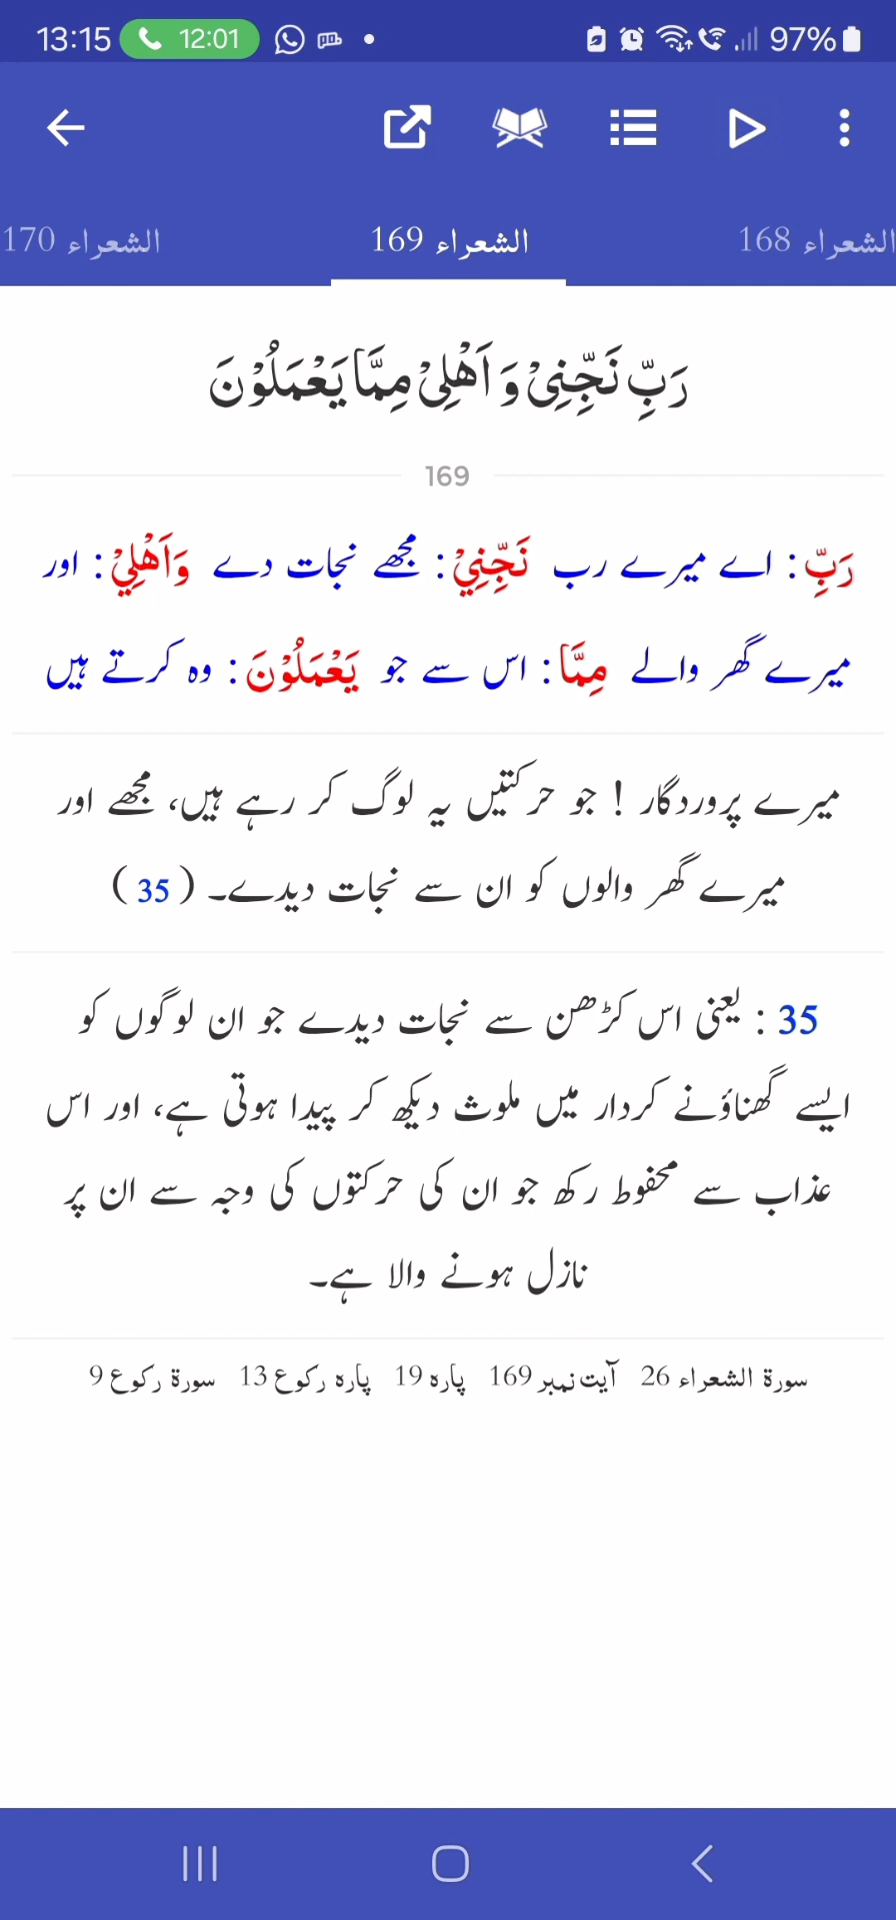 13:15 12:01 97%
الشعراء 170 الشعراء 169 الشعراء 168
رَبِّ نَجِّنِیْ وَ اَهْلِیْ مِمَّا یَعْمَلُوْنَ
169
رَبِّ : اے میرے رب نَجِّنِيْ : مجھے نجات دے وَاَهْلِيْ : اور
میرے گھر والے مِمَّا : اس سے جو يَعْمَلُوْنَ : وہ کرتے ہیں
میرے پروردگار ! جو حرکتیں یہ لوگ کر رہے ہیں، مجھے اور
میرے گھر والوں کو ان سے نجات دیدے۔ ( 35 )
35 : یعنی اس کڑھن سے نجات دیدے جو ان لوگوں کو
ایسے گھناؤنے کردار میں ملوث دیکھ کر پیدا ہوتی ہے، اور اس
عذاب سے محفوط رکھ جو ان کی حرکتوں کی وجہ سے ان پر
نازل ہونے والا ہے۔
سورۃ الشعراء 26 آیت نمبر 169 پارہ 19 پارہ رکوع 13 سورۃ رکوع 9